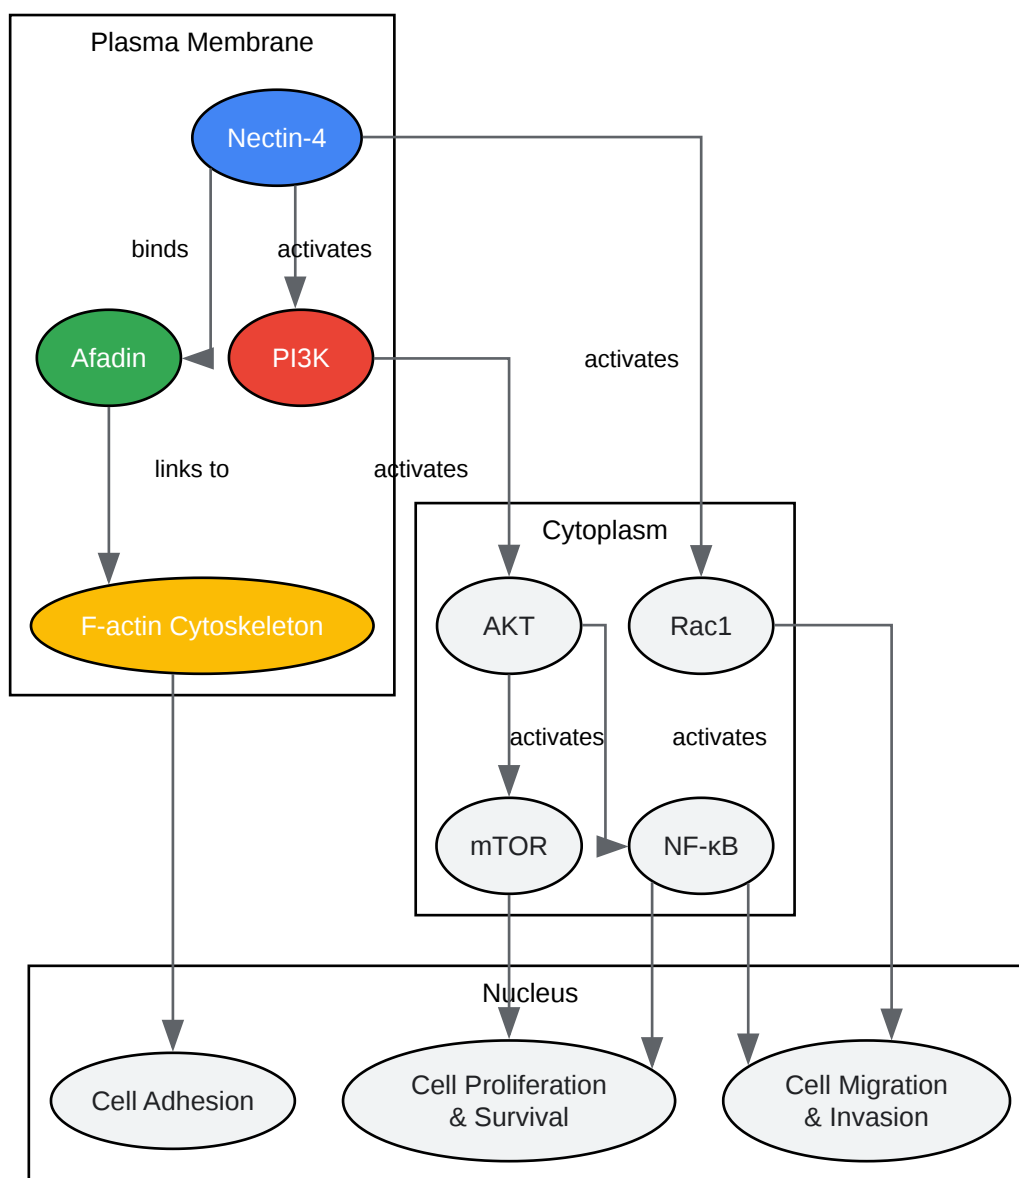 Plasma Membrane
Nectin-4
binds
activates
Afadin
PI3K
activates
links to
activates
Cytoplasm
F-actin Cytoskeleton
AKT
Rac1
activates
activates
mTOR
NF-κB
Nucleus
Cell Adhesion
Cell Proliferation
& Survival
Cell Migration
& Invasion